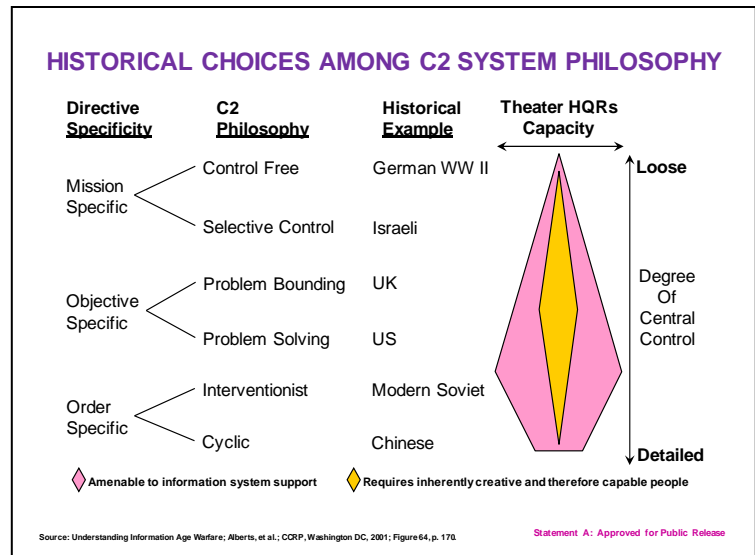 HISTORICAL CHOICES AMONG C2 SYSTEM PHILOSOPHY
Directive
Specificity
C2
Philosophy
Historical
Example
Theater HQRs
Capacity
Mission
Specific
Control Free
German WW II
Selective Control
Israeli
Objective
Specific
Problem Bounding
UK
Problem Solving
US
Order
Specific
Interventionist
Modern Soviet
Cyclic
Chinese
Loose
Degree
Of
Central
Control
Detailed
Amenable to information system support
Requires inherently creative and therefore capable people
Source: Understanding Information Age Warfare; Alberts, et al.; CCRP, Washington DC, 2001; Figure 64, p. 170.
Statement A: Approved for Public Release